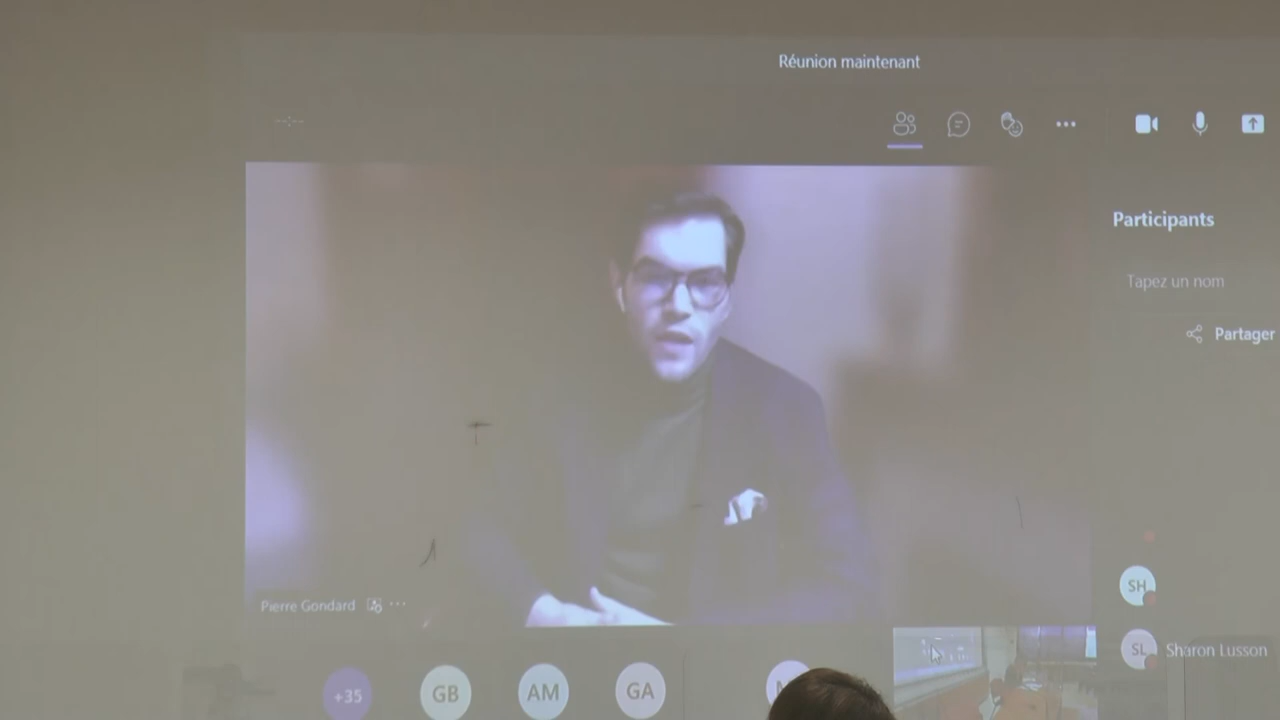 Réunion maintenant
Participants
Tapez un nom
Partager
Pierre Gondard
SH
SL Sharon Lusson
+35 GB AM GA